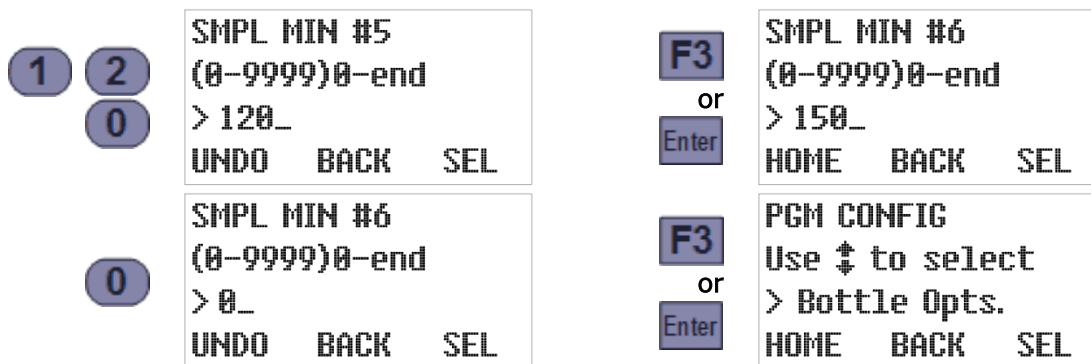 1 2
0
SMPL MIN #5
(0-9999)0-end
> 120_
UNDO BACK SEL
F3
or
Enter
SMPL MIN #6
(0-9999)0-end
> 150_
HOME BACK SEL
0
SMPL MIN #6
(0-9999)0-end
> 0_
UNDO BACK SEL
F3
or
Enter
PGM CONFIG
Use ↕ to select
> Bottle Opts.
HOME BACK SEL